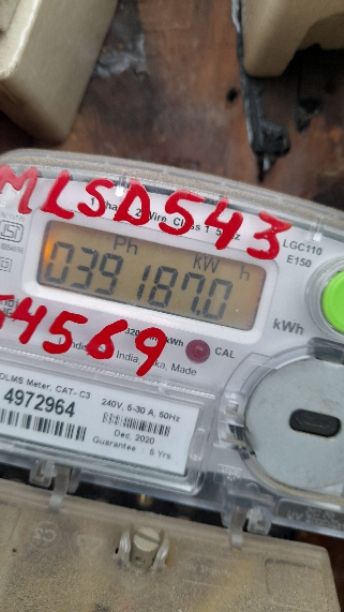 MLSD543
LGC110
E150
Ph kW h
039187.0
kWh
54569
CAL
India
Made
DLMS Meter, CAT- C3
4972964
240V, 5-30 A, 50Hz
Dec, 2020
Guarantee : 5 Yrs